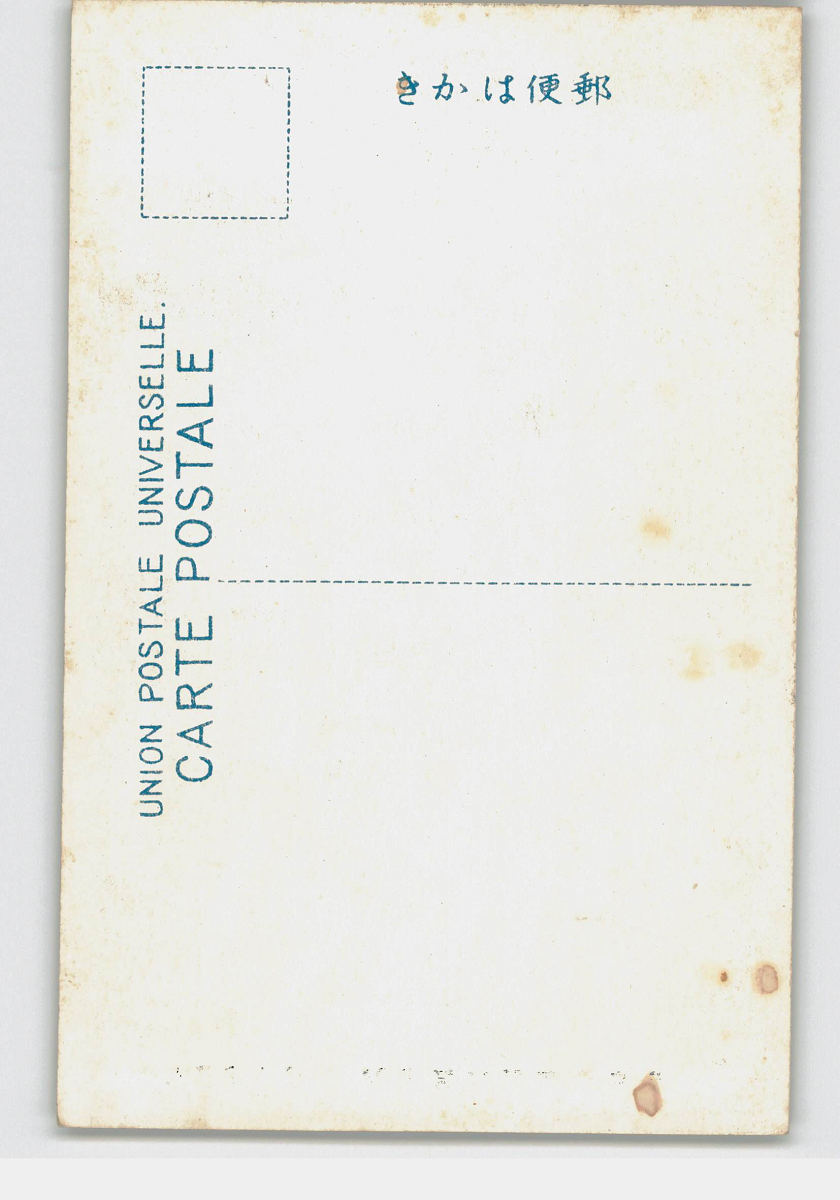 きかは便郵
UNION POSTALE UNIVERSELLE.
CARTE POSTALE